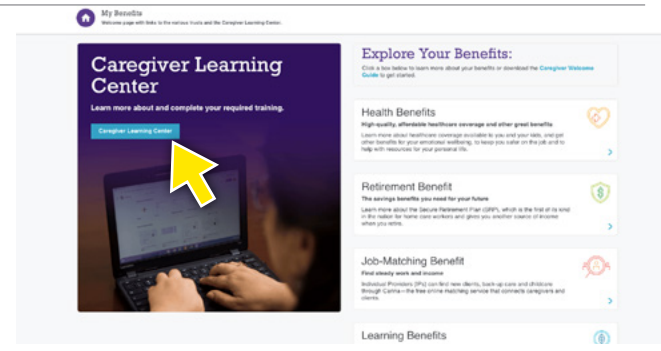 My Benefits
Welcome page with links to the various trusts and the Caregiver Learning Center.
Caregiver Learning
Center
Learn more about and complete your required training.
Caregiver Learning Center
Explore Your Benefits:
Click a box below to learn more about your benefits or download the Caregiver Welcome
Guide to get started.
Health Benefits
High-quality, affordable healthcare coverage and other great benefits
Learn more about healthcare coverage available to you and your kids, and get
other benefits for your emotional wellbeing, to keep you safer on the job and to
help with resources for your personal life.
Retirement Benefit
The savings benefits you need for your future
Learn more about the Secure Retirement Plan (SRP), which is the first of its kind
in the nation for home care workers and gives you another source of income
when you retire.
Job-Matching Benefit
Find steady work and income
Individual Providers (IPs) can find new clients, back-up care and childcare
through Carina—the free online matching service that connects caregivers and
clients.
Learning Benefits